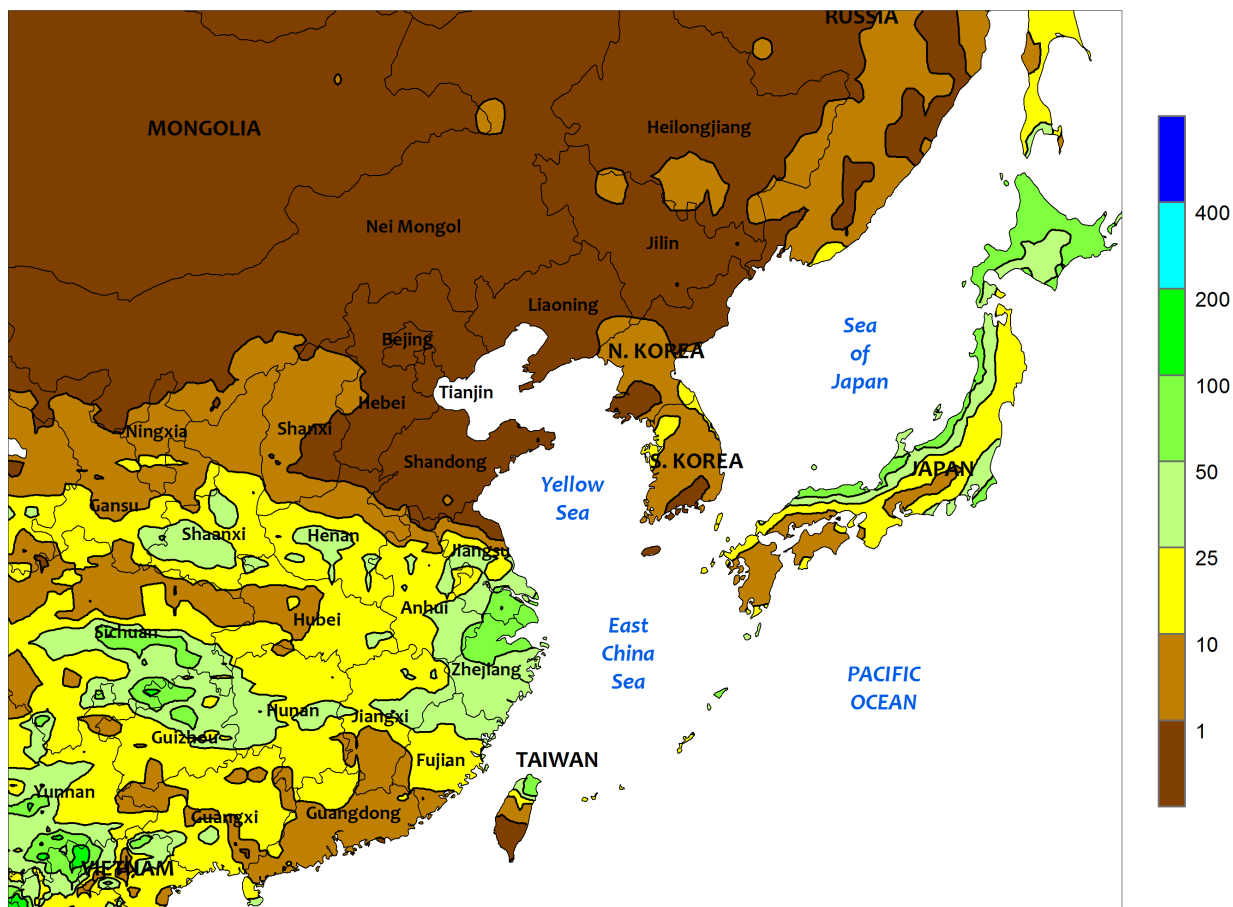 RUSSIA
MONGOLIA
Heilongjiang
Nei Mongol
Jilin
Liaoning
Bejing
N. KOREA
Sea
of
Japan
Tianjin
Hebei
Ningxia
Shanxi
Shandong
S. KOREA
JAPAN
Yellow
Sea
Gansu
Shaanxi
Henan
Jiangsu
Anhui
Hubei
Sichuan
East
China
Sea
Zhejiang
PACIFIC
OCEAN
Hunan
Jiangxi
Guizhou
Fujian
TAIWAN
Yunnan
Guangxi
Guangdong
VIETNAM
400
200
100
50
25
10
1